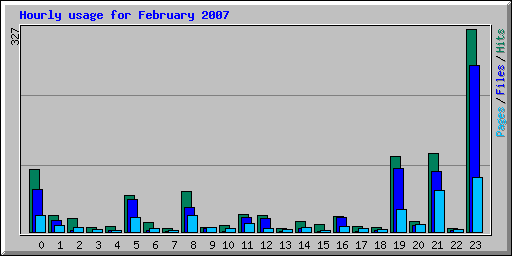 Hourly usage for February 2007
327
Pages / Files / Hits
0 1 2 3 4 5 6 7 8 9 10 11 12 13 14 15 16 17 18 19 20 21 22 23